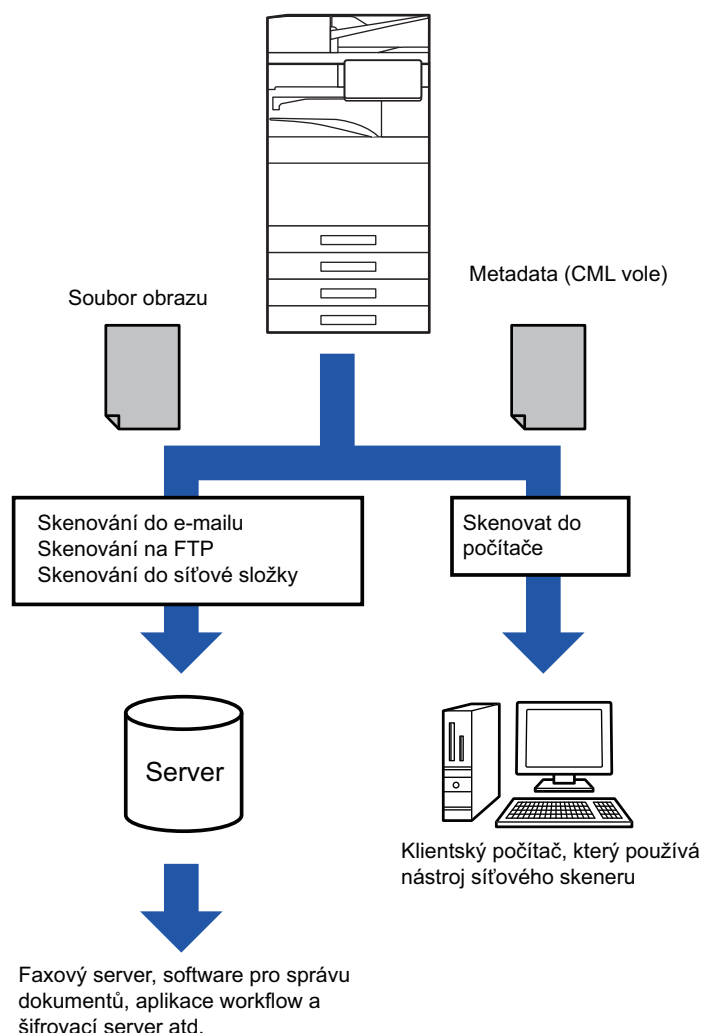 Soubor obrazu
Metadata (CML vole)
Skenování do e-mailu
Skenování na FTP
Skenování do síťové složky
Skenovat do
počítače
Server
Klientský počítač, který používá
nástroj síťového skeneru
Faxový server, software pro správu
dokumentů, aplikace workflow a
šifrovací server atd.